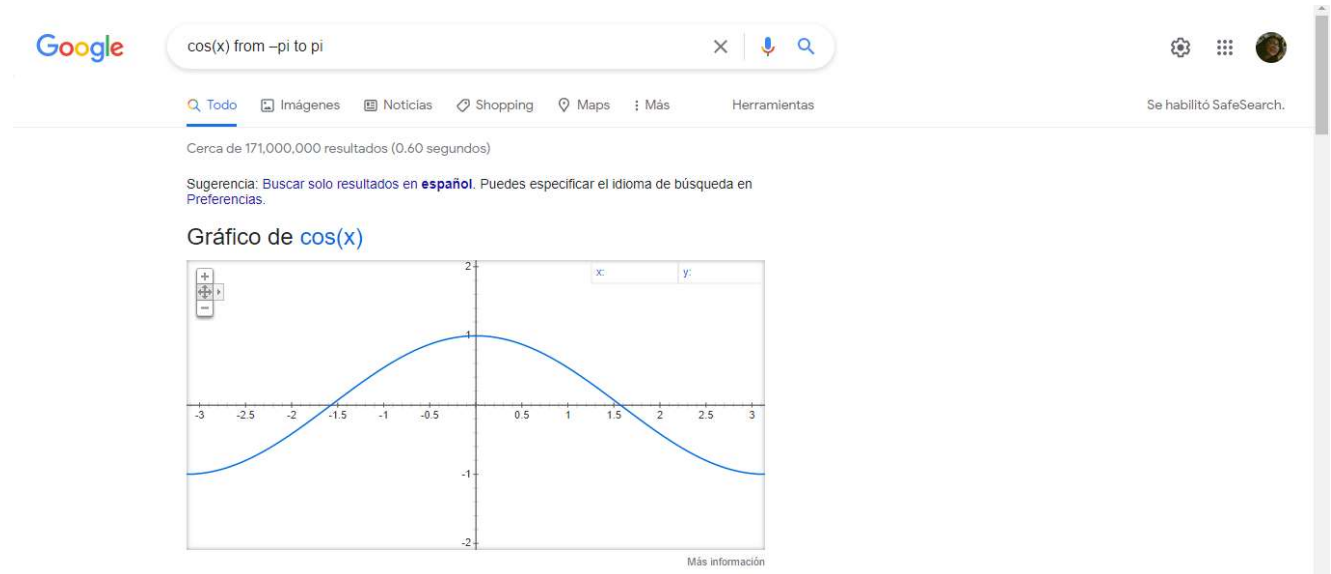 Google
cos(x) from –pi to pi
Todo Imágenes Noticias Shopping Maps Más Herramientas Se habilitó SafeSearch.
Cerca de 171,000,000 resultados (0.60 segundos)
Sugerencia: Buscar solo resultados en español. Puedes especificar el idioma de búsqueda en
Preferencias.
Gráfico de cos(x)
2 x: y:
1
-3 -2.5 -2 -1.5 -1 -0.5 0.5 1 1.5 2 2.5 3
-1
-2
Más información